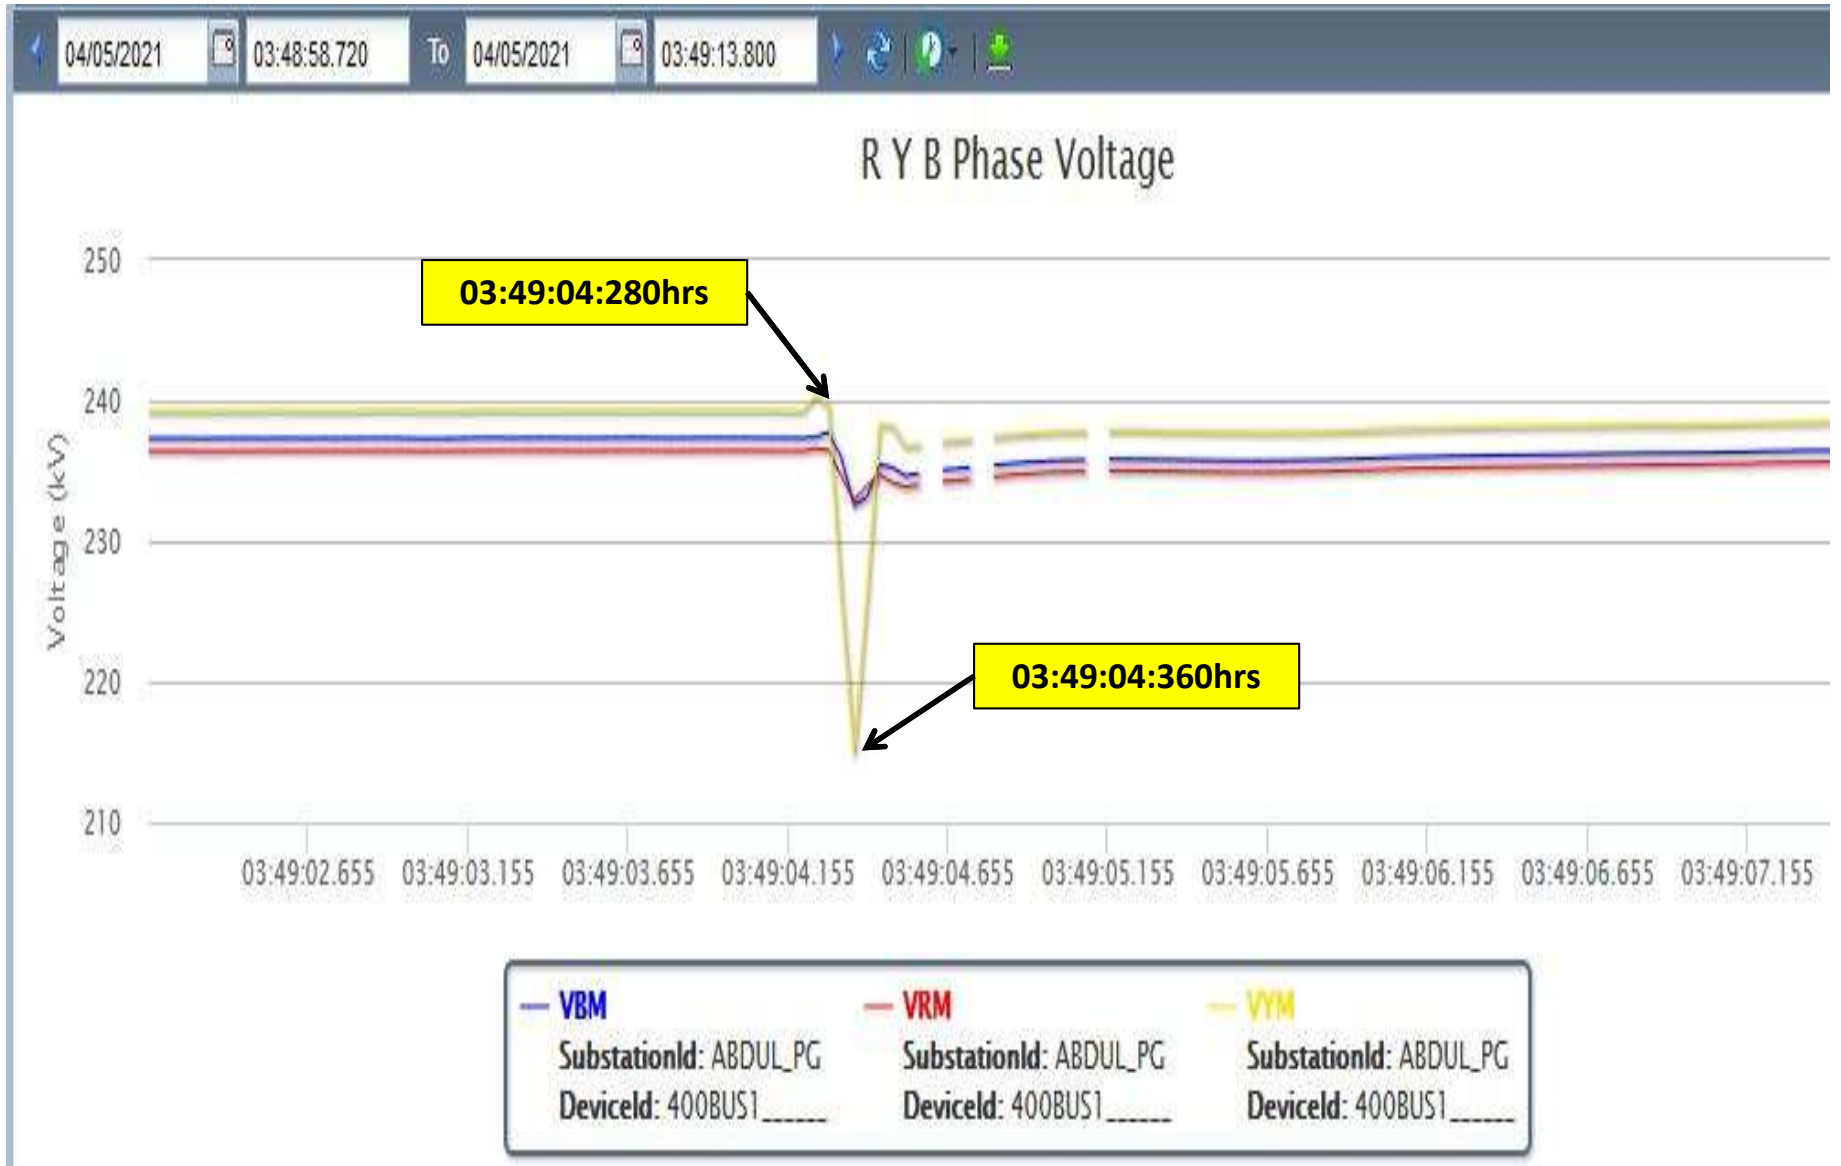 04/05/2021 03:48:58.720 To 04/05/2021 03:49:13.800
R Y B Phase Voltage
250
03:49:04:280hrs
240
Voltage (kV)
230
03:49:04:360hrs
220
210
03:49:02.655 03:49:03.155 03:49:03.655 03:49:04.155 03:49:04.655 03:49:05.155 03:49:05.655 03:49:06.155 03:49:06.655 03:49:07.155
VBM VRM VYM
SubstationId: ABDUL_PG SubstationId: ABDUL_PG SubstationId: ABDUL_PG
DeviceId: 400BUS1______ DeviceId: 400BUS1______ DeviceId: 400BUS1______